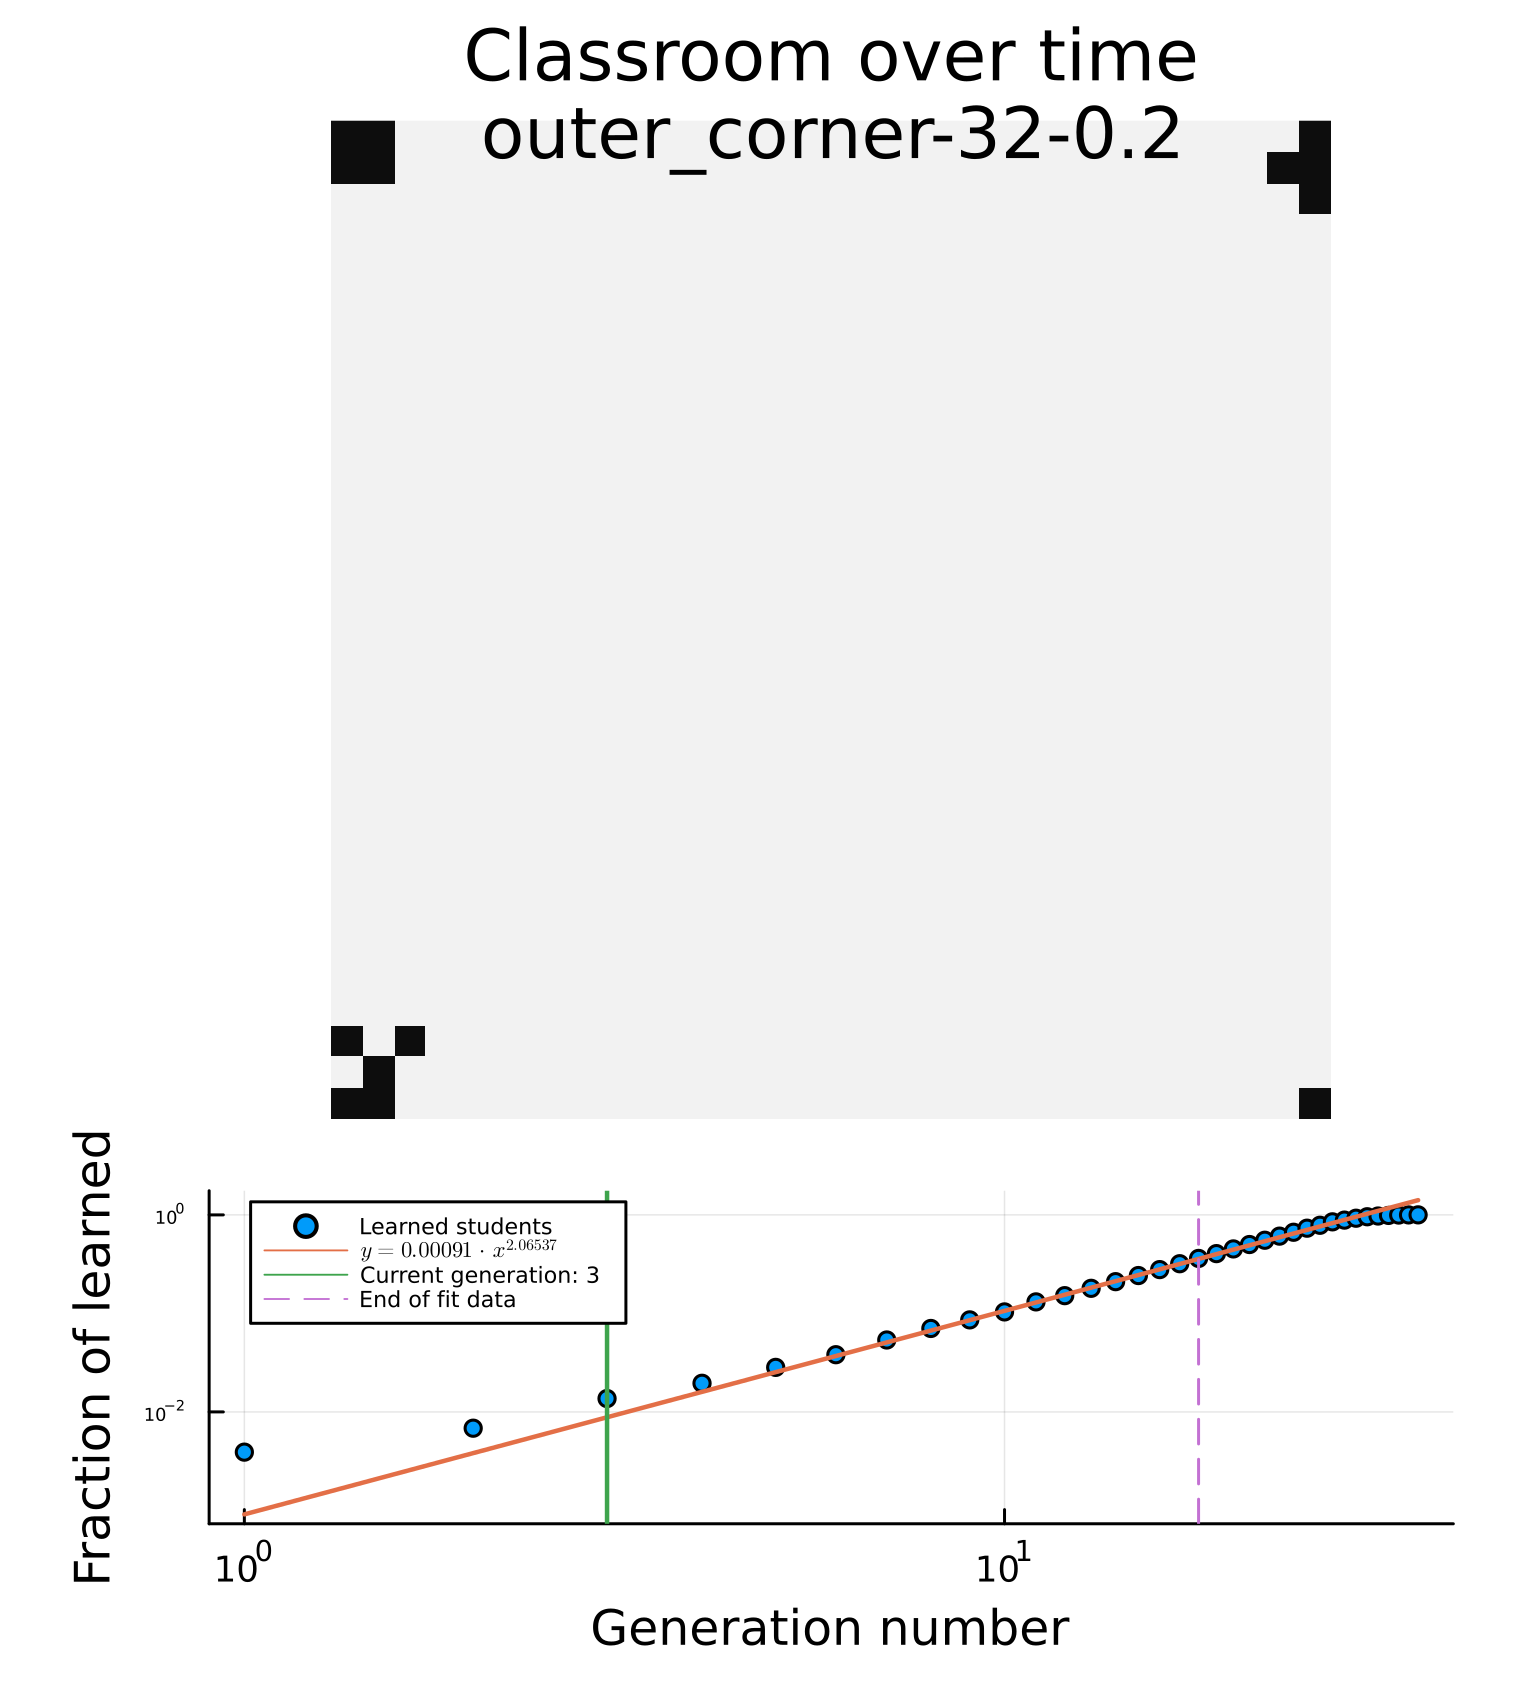 Classroom over time
outer_corner-32-0.2
Fraction of learned
10^0
10^-2
Learned students
y = 0.00091 · x^2.06537
Current generation: 3
End of fit data
10^0
10^1
Generation number